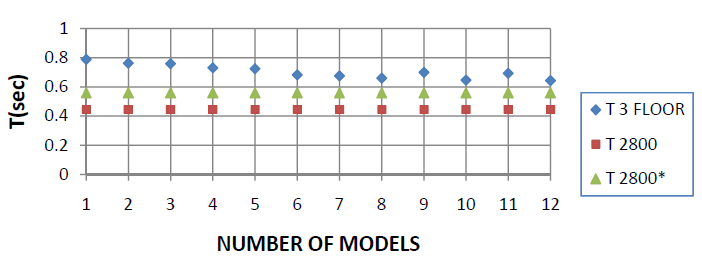 1
0.8
0.6
0.4
0.2
0
T(sec)
1 2 3 4 5 6 7 8 9 10 11 12
NUMBER OF MODELS
T 3 FLOOR
T 2800
T 2800*